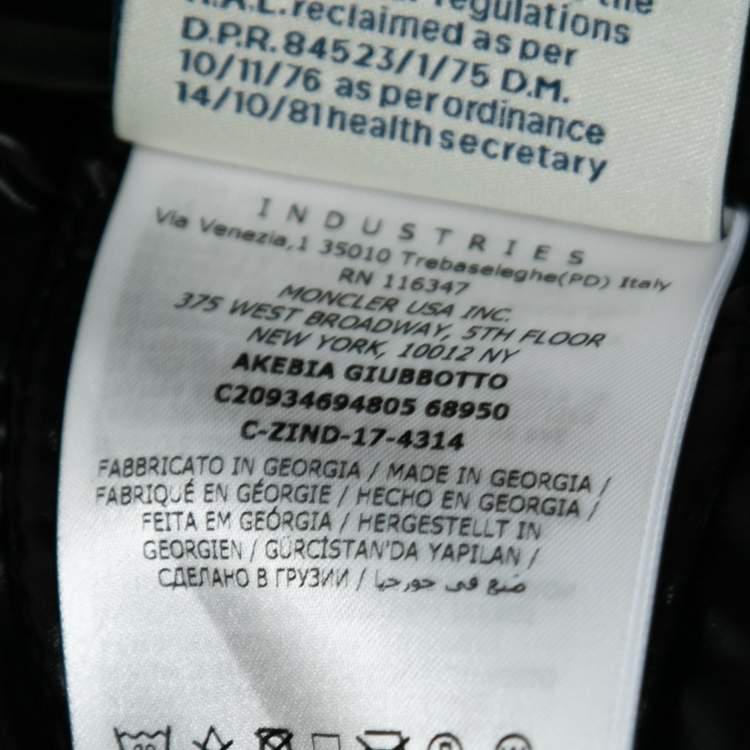 the
regulations
reclaimed as per
D.P.R. 84523/1/75 D.M.
10/11/76 as per ordinance
14/10/81 health secretary
INDUSTRIES
Via Venezia,1 35010 Trebaseleghe(PD) Italy
RN 116347
MONCLER USA INC.
375 WEST BROADWAY, 5TH FLOOR
NEW YORK, 10012 NY
AKEBIA GIUBBOTTO
C20934694805 68950
C-ZIND-17-4314
FABBRICATO IN GEORGIA / MADE IN GEORGIA /
FABRIQUÉ EN GÉORGIE / HECHO EN GEORGIA /
FEITA EM GEÓRGIA / HERGESTELLT IN
GEORGIEN / GÜRCİSTAN'DA YAPILAN /
СДЕЛАНО В ГРУЗИИ / صنع في جورجيا